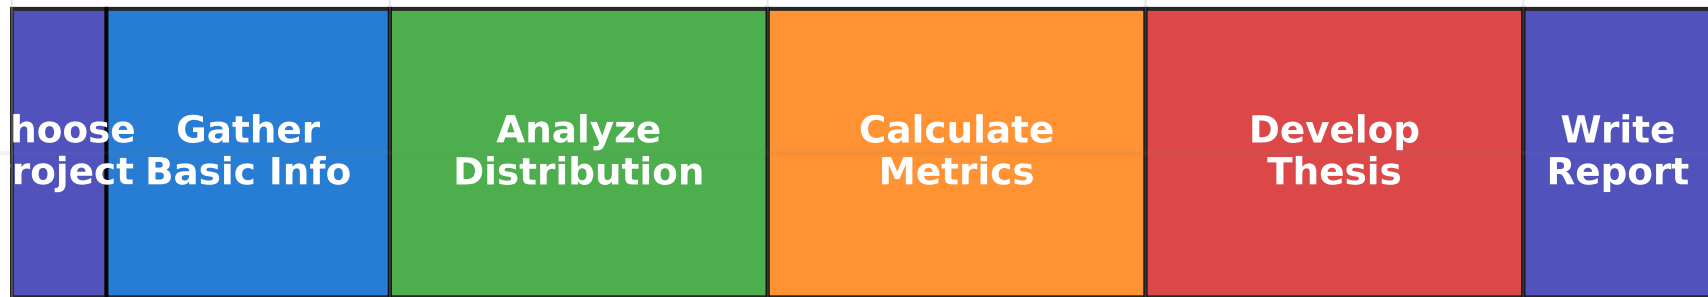 hoose
roject
Gather
Basic Info
Analyze
Distribution
Calculate
Metrics
Develop
Thesis
Write
Report